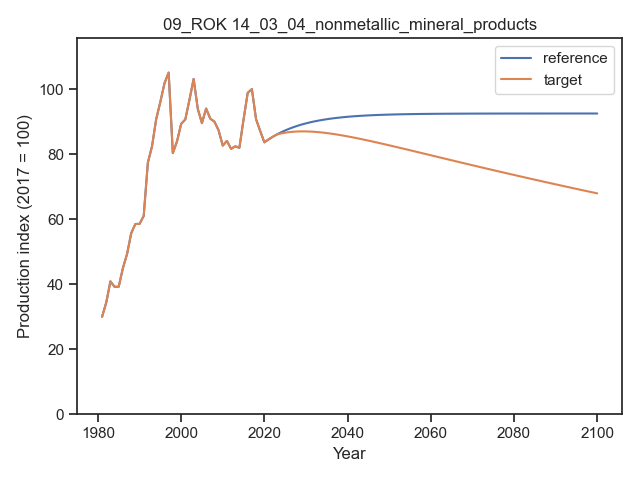 09_ROK 14_03_04_nonmetallic_mineral_products
reference
target
Production index (2017 = 100)
100
80
60
40
20
0
1980 2000 2020 2040 2060 2080 2100
Year